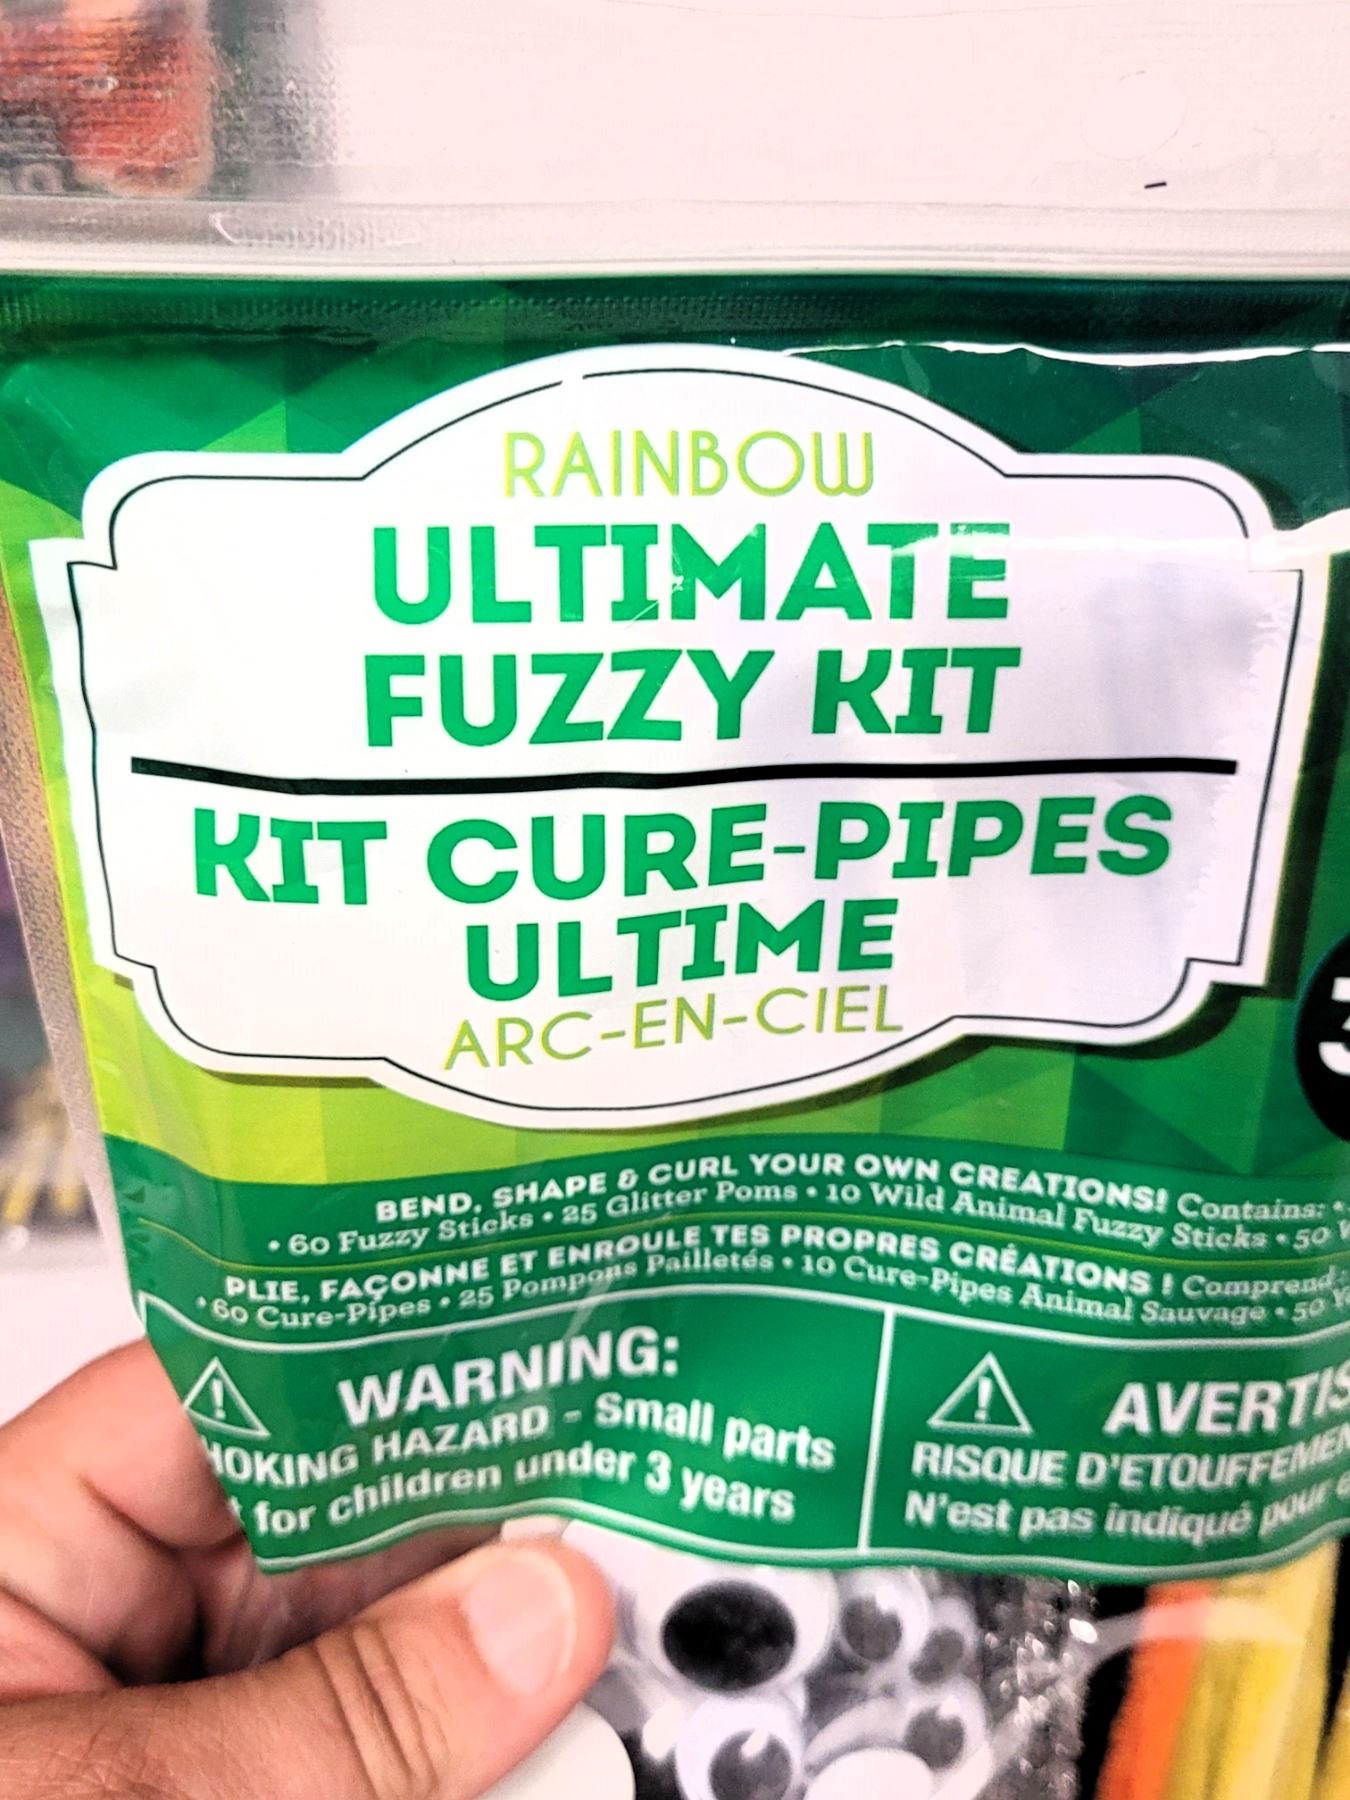 RAINBOW
ULTIMATE
FUZZY KIT
KIT CURE-PIPES
ULTIME
ARC-EN-CIEL
3
BEND, SHAPE & CURL YOUR OWN CREATIONS! Contains: •
• 60 Fuzzy Sticks • 25 Glitter Poms • 10 Wild Animal Fuzzy Sticks • 50
PLIE, FAÇONNE ET ENROULE TES PROPRES CRÉATIONS ! Comprend :
• 60 Cure-Pipes • 25 Pompons Pailletés • 10 Cure-Pipes Animal Sauvage • 50
WARNING:
HOKING HAZARD - Small parts
for children under 3 years
AVERTIS
RISQUE D'ETOUFFEMEN
N'est pas indiqué pour